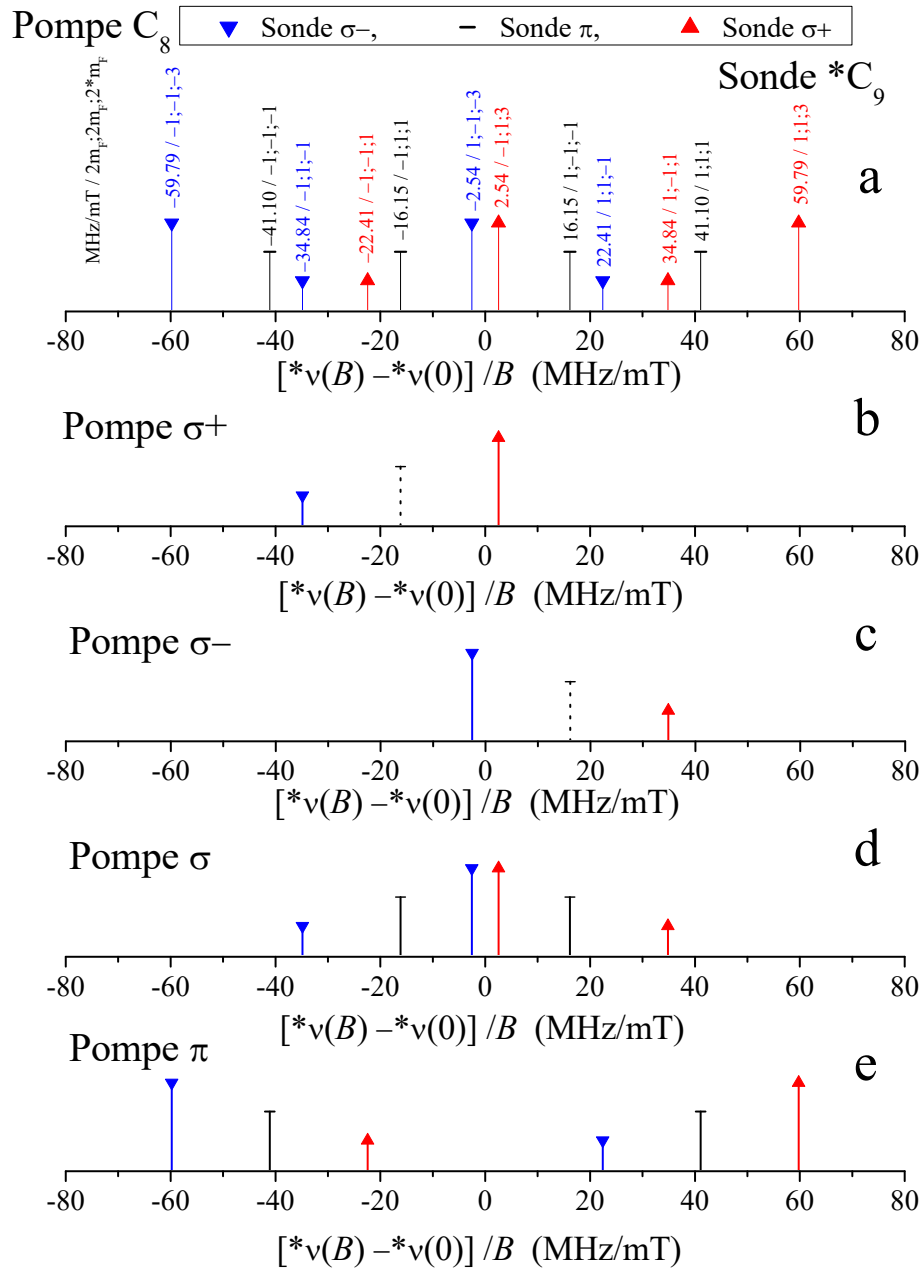 Pompe C₈
▼ Sonde σ−, – Sonde π, ▲ Sonde σ+
Sonde *C₉
MHz/mT / 2m_F;2m_F;2*m_F
−59.79 / −1;−1;−3
−41.10 / −1;−1;−1
−34.84 / −1;1;−1
−22.41 / −1;−1;1
−16.15 / −1;1;1
−2.54 / 1;−1;−3
2.54 / −1;1;3
16.15 / 1;−1;−1
22.41 / 1;1;−1
34.84 / 1;−1;1
41.10 / 1;1;1
59.79 / 1;1;3
a
-80 -60 -40 -20 0 20 40 60 80
[*ν(B) –*ν(0)] /B (MHz/mT)
Pompe σ+
b
-80 -60 -40 -20 0 20 40 60 80
[*ν(B) –*ν(0)] /B (MHz/mT)
Pompe σ−
c
-80 -60 -40 -20 0 20 40 60 80
[*ν(B) –*ν(0)] /B (MHz/mT)
Pompe σ
d
-80 -60 -40 -20 0 20 40 60 80
[*ν(B) –*ν(0)] /B (MHz/mT)
Pompe π
e
-80 -60 -40 -20 0 20 40 60 80
[*ν(B) –*ν(0)] /B (MHz/mT)